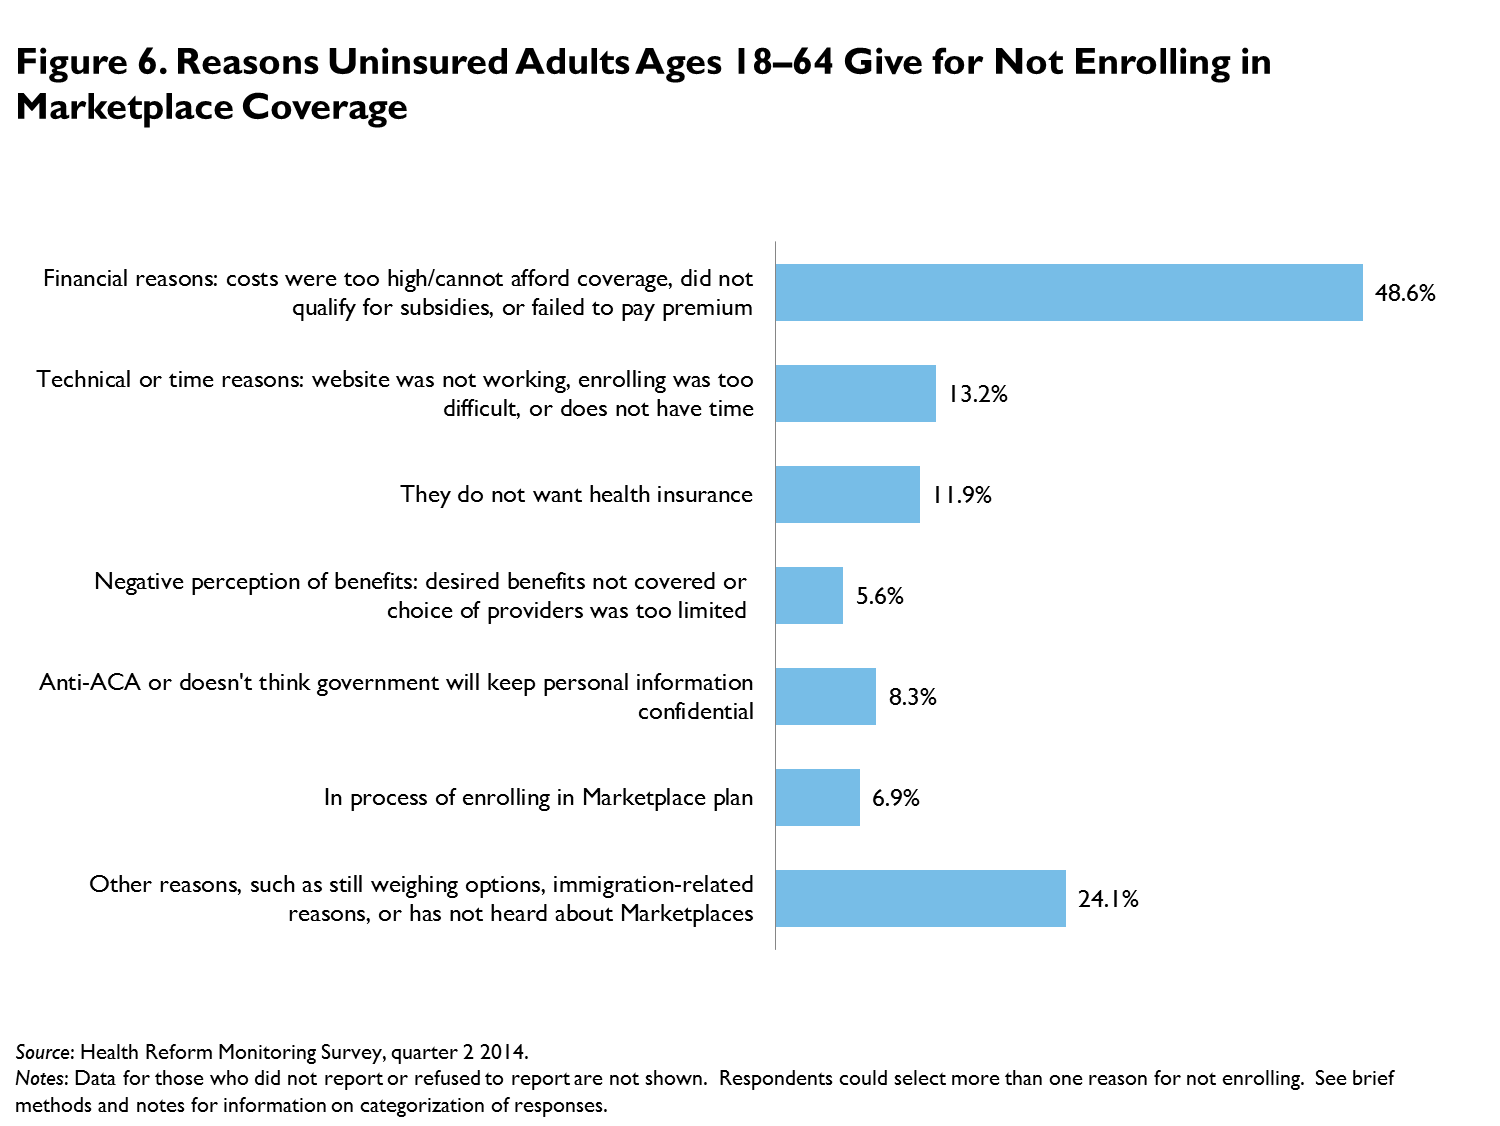 Figure 6. Reasons Uninsured Adults Ages 18–64 Give for Not Enrolling in
Marketplace Coverage
Financial reasons: costs were too high/cannot afford coverage, did not
qualify for subsidies, or failed to pay premium
48.6%
Technical or time reasons: website was not working, enrolling was too
difficult, or does not have time
13.2%
They do not want health insurance
11.9%
Negative perception of benefits: desired benefits not covered or
choice of providers was too limited
5.6%
Anti-ACA or doesn't think government will keep personal information
confidential
8.3%
In process of enrolling in Marketplace plan
6.9%
Other reasons, such as still weighing options, immigration-related
reasons, or has not heard about Marketplaces
24.1%
Source: Health Reform Monitoring Survey, quarter 2 2014.
Notes: Data for those who did not report or refused to report are not shown.  Respondents could select more than one reason for not enrolling.  See brief
methods and notes for information on categorization of responses.